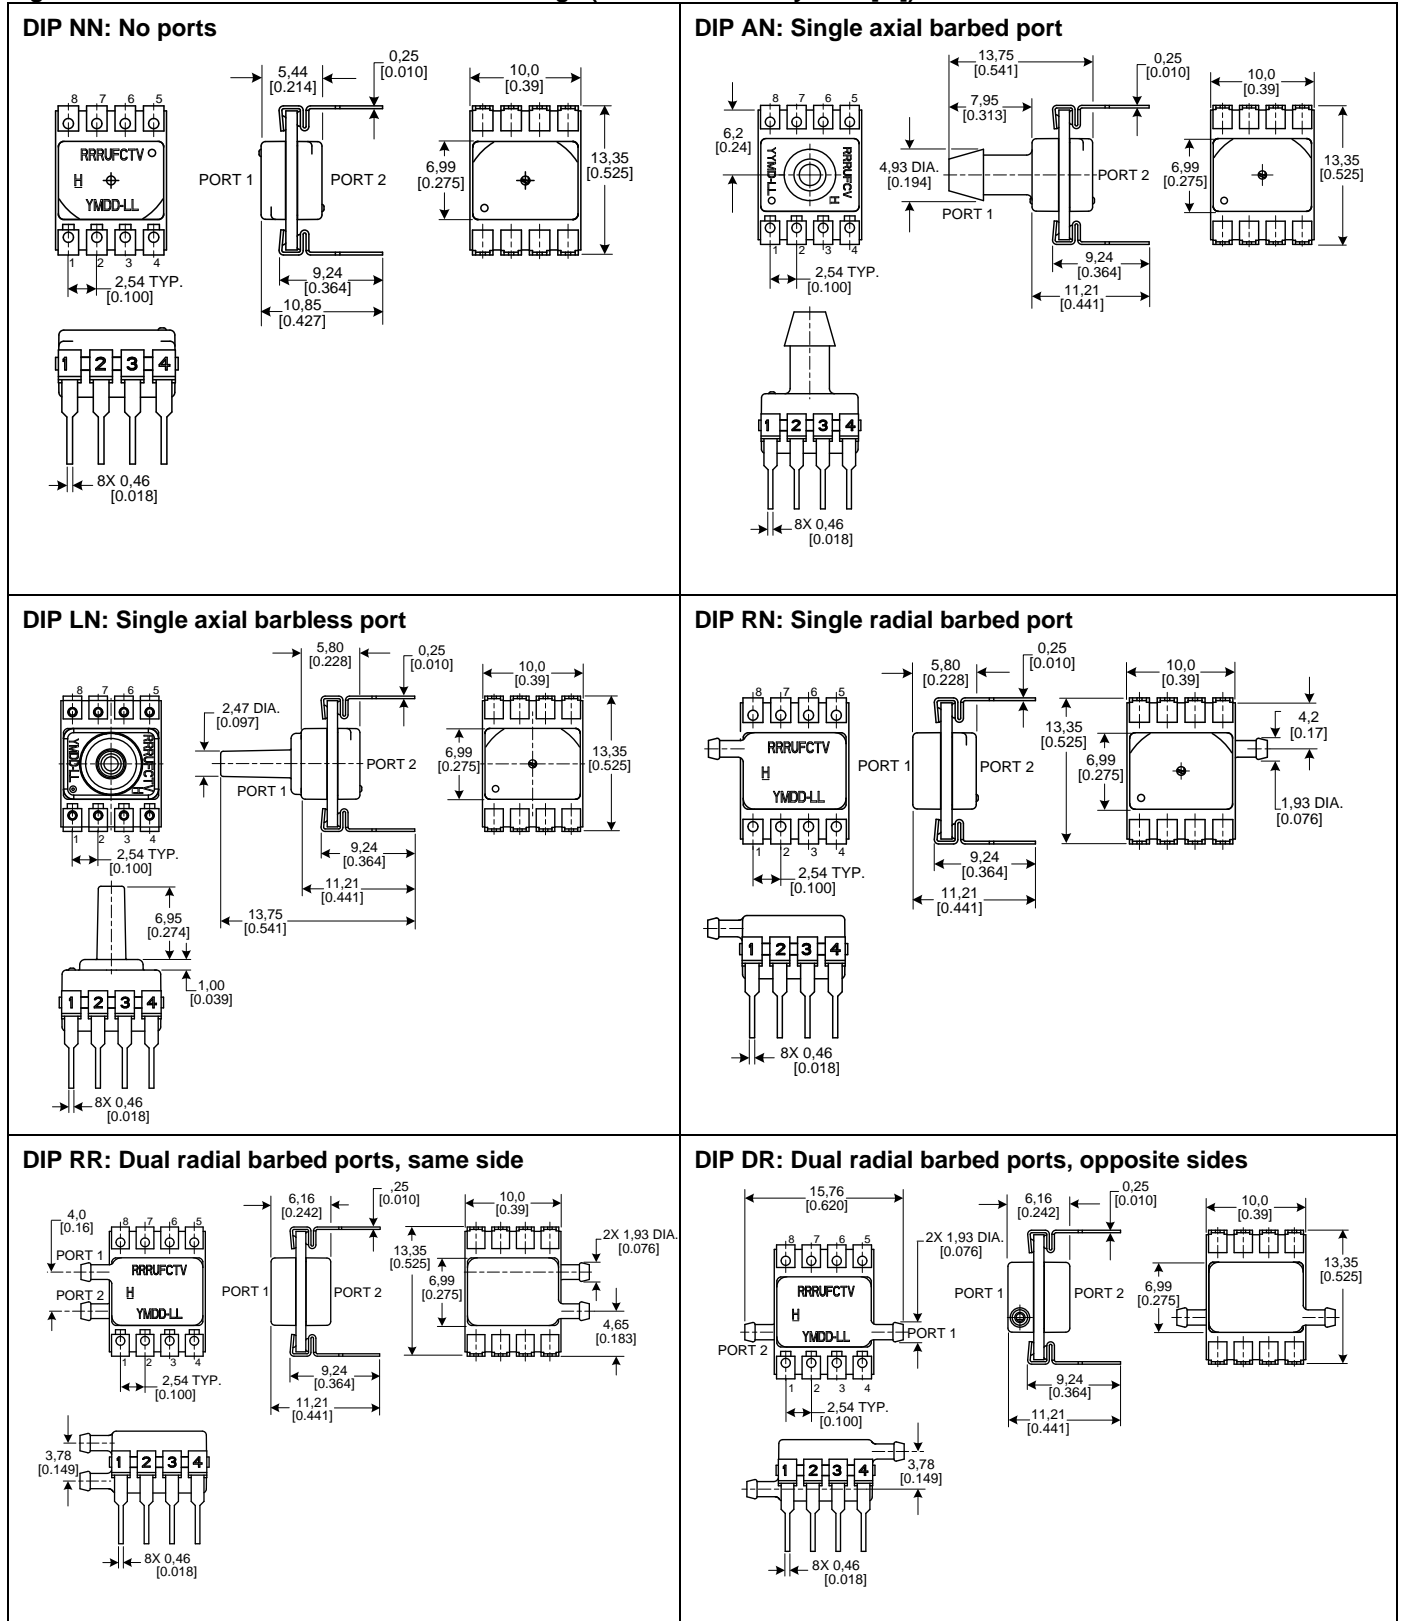 DIP NN: No ports
5,44
[0.214]
0,25
[0.010]
10,0
[0.39]
8 7 6 5
RRRUFCTV
H
YMDD-LL
PORT 1
PORT 2
6,99
[0.275]
13,35
[0.525]
1 2 3 4
2,54 TYP.
[0.100]
9,24
[0.364]
10,85
[0.427]
1 2 3 4
8X 0,46
[0.018]
DIP AN: Single axial barbed port
13,75
[0.541]
0,25
[0.010]
10,0
[0.39]
7,95
[0.313]
8 7 6 5
6,2
[0.24]
YYMD-LL
RRRUFCV
H
4,93 DIA.
[0.194]
PORT 1
PORT 2
6,99
[0.275]
13,35
[0.525]
1 2 3 4
2,54 TYP.
[0.100]
9,24
[0.364]
11,21
[0.441]
1 2 3 4
8X 0,46
[0.018]
DIP LN: Single axial barbless port
5,80
[0.228]
0,25
[0.010]
10,0
[0.39]
8 7 6 5
2,47 DIA.
[0.097]
YMDD-LL
RRRUFCTV
H
PORT 1
PORT 2
6,99
[0.275]
13,35
[0.525]
1 2 3 4
2,54 TYP.
[0.100]
9,24
[0.364]
11,21
[0.441]
13,75
[0.541]
6,95
[0.274]
1,00
[0.039]
1 2 3 4
8X 0,46
[0.018]
DIP RN: Single radial barbed port
5,80
[0.228]
0,25
[0.010]
10,0
[0.39]
8 7 6 5
RRRUFCTV
H
YMDD-LL
PORT 1
PORT 2
13,35
[0.525]
6,99
[0.275]
4,2
[0.17]
1,93 DIA.
[0.076]
1 2 3 4
2,54 TYP.
[0.100]
9,24
[0.364]
11,21
[0.441]
1 2 3 4
8X 0,46
[0.018]
DIP RR: Dual radial barbed ports, same side
4,0
[0.16]
6,16
[0.242]
,25
[0.010]
10,0
[0.39]
8 7 6 5
PORT 1
PORT 2
RRRUFCTV
H
YMDD-LL
PORT 1
PORT 2
13,35
[0.525]
6,99
[0.275]
2X 1,93 DIA.
[0.076]
4,65
[0.183]
1 2 3 4
2,54 TYP.
[0.100]
9,24
[0.364]
11,21
[0.441]
3,78
[0.149]
1 2 3 4
8X 0,46
[0.018]
DIP DR: Dual radial barbed ports, opposite sides
15,76
[0.620]
6,16
[0.242]
0,25
[0.010]
10,0
[0.39]
8 7 6 5
2X 1,93 DIA.
[0.076]
RRRUFCTV
H
YMDD-LL
PORT 2
PORT 1
PORT 1
PORT 2
6,99
[0.275]
13,35
[0.525]
1 2 3 4
2,54 TYP.
[0.100]
9,24
[0.364]
11,21
[0.441]
1 2 3 4
3,78
[0.149]
8X 0,46
[0.018]